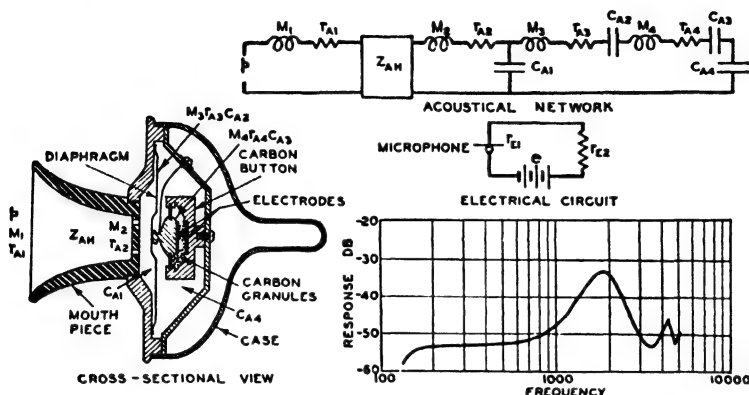 M₁ rA1
M₂ rA2
M₃ rA3 CA2 M₄ rA4 CA3
p
ZAH
CA1
CA4
ACOUSTICAL NETWORK
M₃rA3CA2
M₄rA4CA3
CARBON
BUTTON
DIAPHRAGM
ELECTRODES
p
M₁
rA1
ZAH
M₂
rA2
CA1
CARBON
GRANULES
CA4
MOUTH
PIECE
CASE
CROSS-SECTIONAL VIEW
MICROPHONE
rE1
rE2
e
ELECTRICAL CIRCUIT
RESPONSE DB
-20
-30
-40
-50
-60
100 1000 10000
FREQUENCY